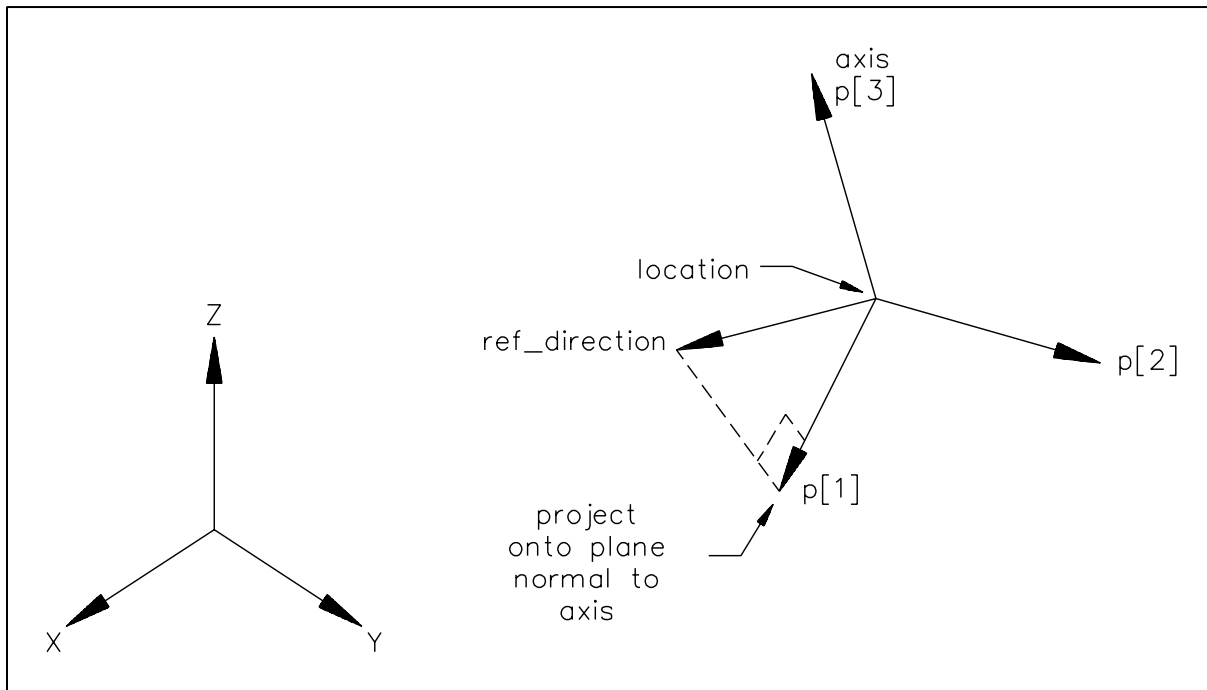 axis
p[3]
location
Z
ref_direction
p[2]
p[1]
project
onto plane
normal to
axis
X
Y